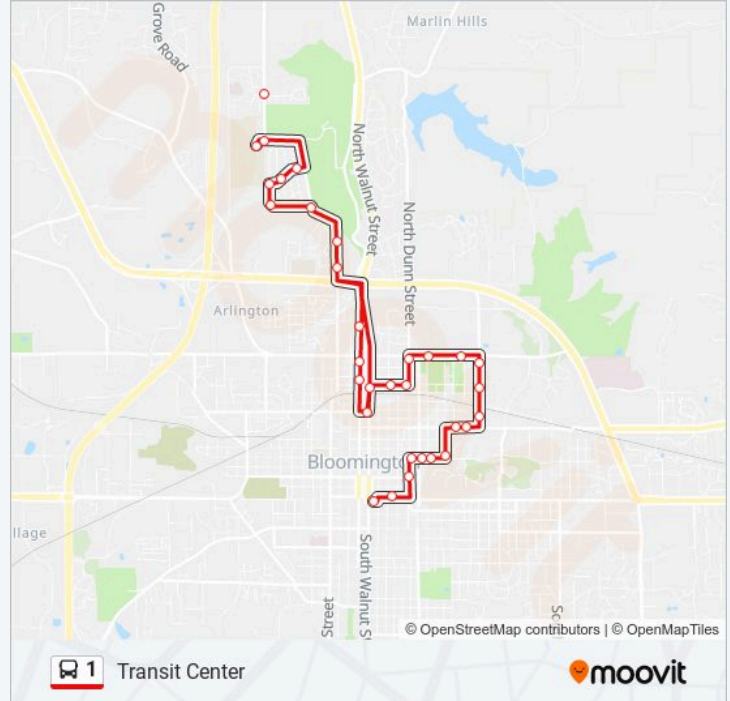 Marlin Hills
Grove Road
North Walnut Street
North Dunn Street
Arlington
Bloomington
llage
South Walnut S
Street
So
© OpenStreetMap contributors | © OpenMapTiles
1 Transit Center
moovit